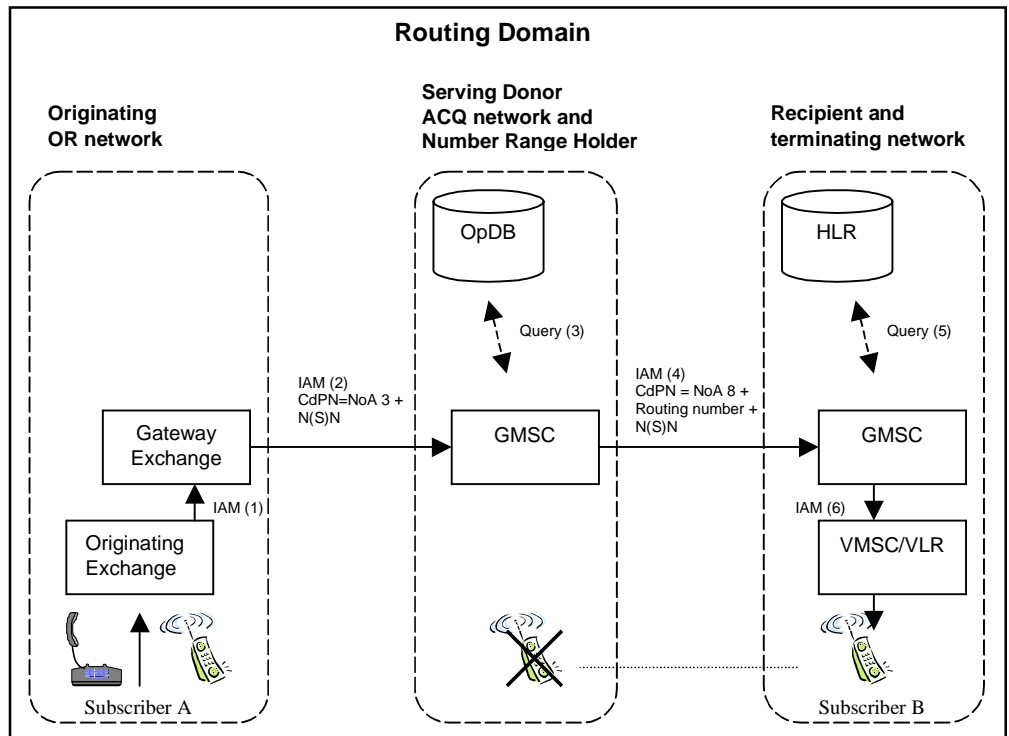 Routing Domain
Originating
OR network
Serving Donor
ACQ network and
Number Range Holder
Recipient and
terminating network
OpDB
HLR
Query (3)
Query (5)
IAM (2)
CdPN=NoA 3 +
N(S)N
IAM (4)
CdPN = NoA 8 +
Routing number +
N(S)N
Gateway
Exchange
GMSC
GMSC
IAM (1)
IAM (6)
Originating
Exchange
VMSC/VLR
Subscriber A
Subscriber B